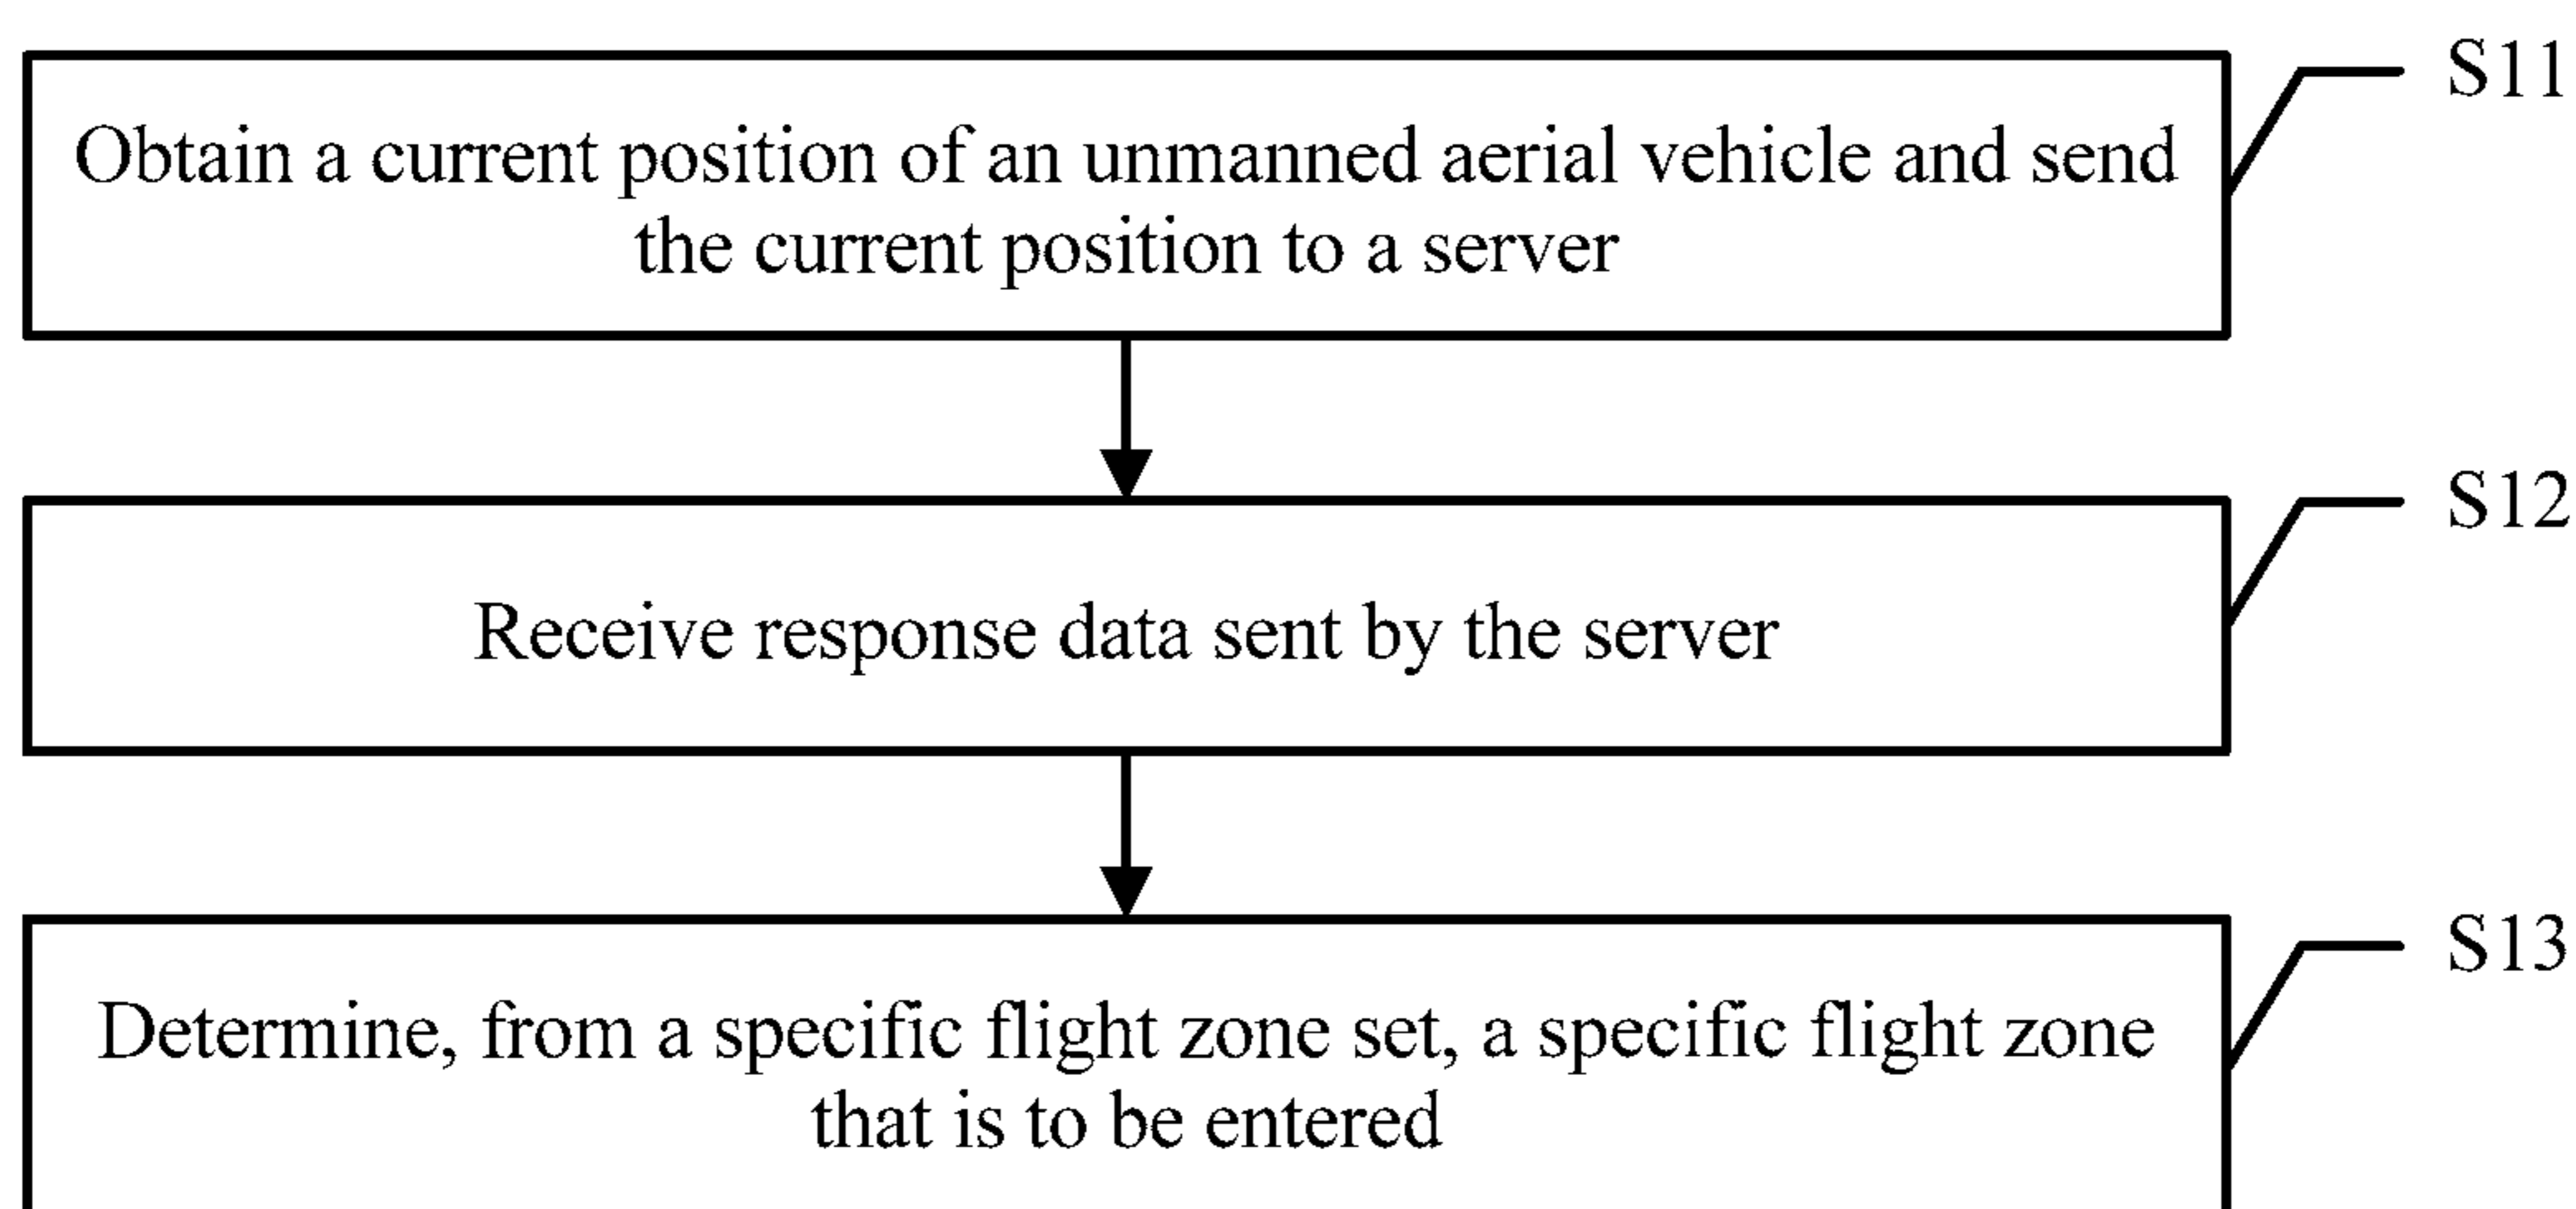 S11
Obtain a current position of an unmanned aerial vehicle and send
the current position to a server
S12
Receive response data sent by the server
S13
Determine, from a specific flight zone set, a specific flight zone
that is to be entered